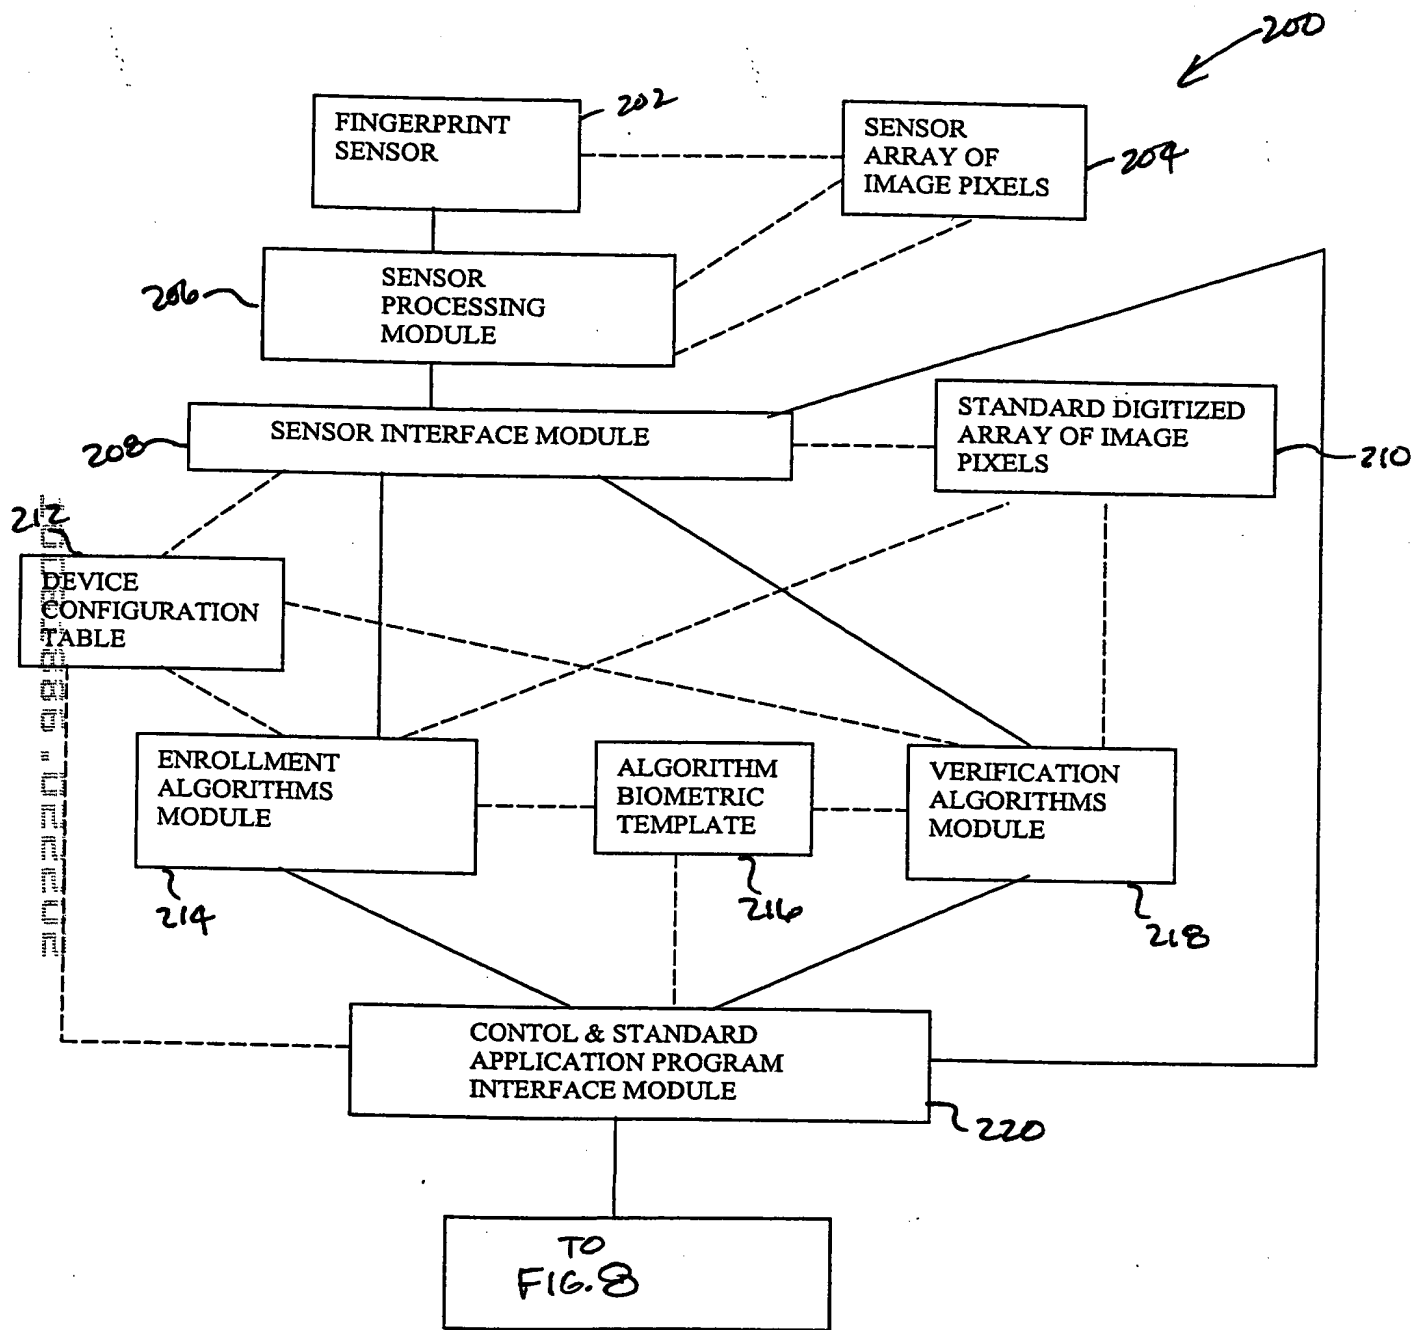 200
FINGERPRINT
SENSOR
202
SENSOR
ARRAY OF
IMAGE PIXELS
204
SENSOR
PROCESSING
MODULE
206
SENSOR INTERFACE MODULE
208
STANDARD DIGITIZED
ARRAY OF IMAGE
PIXELS
210
212
DEVICE
CONFIGURATION
TABLE
ENROLLMENT
ALGORITHMS
MODULE
214
ALGORITHM
BIOMETRIC
TEMPLATE
216
VERIFICATION
ALGORITHMS
MODULE
218
CONTOL & STANDARD
APPLICATION PROGRAM
INTERFACE MODULE
220
TO
FIG. 8